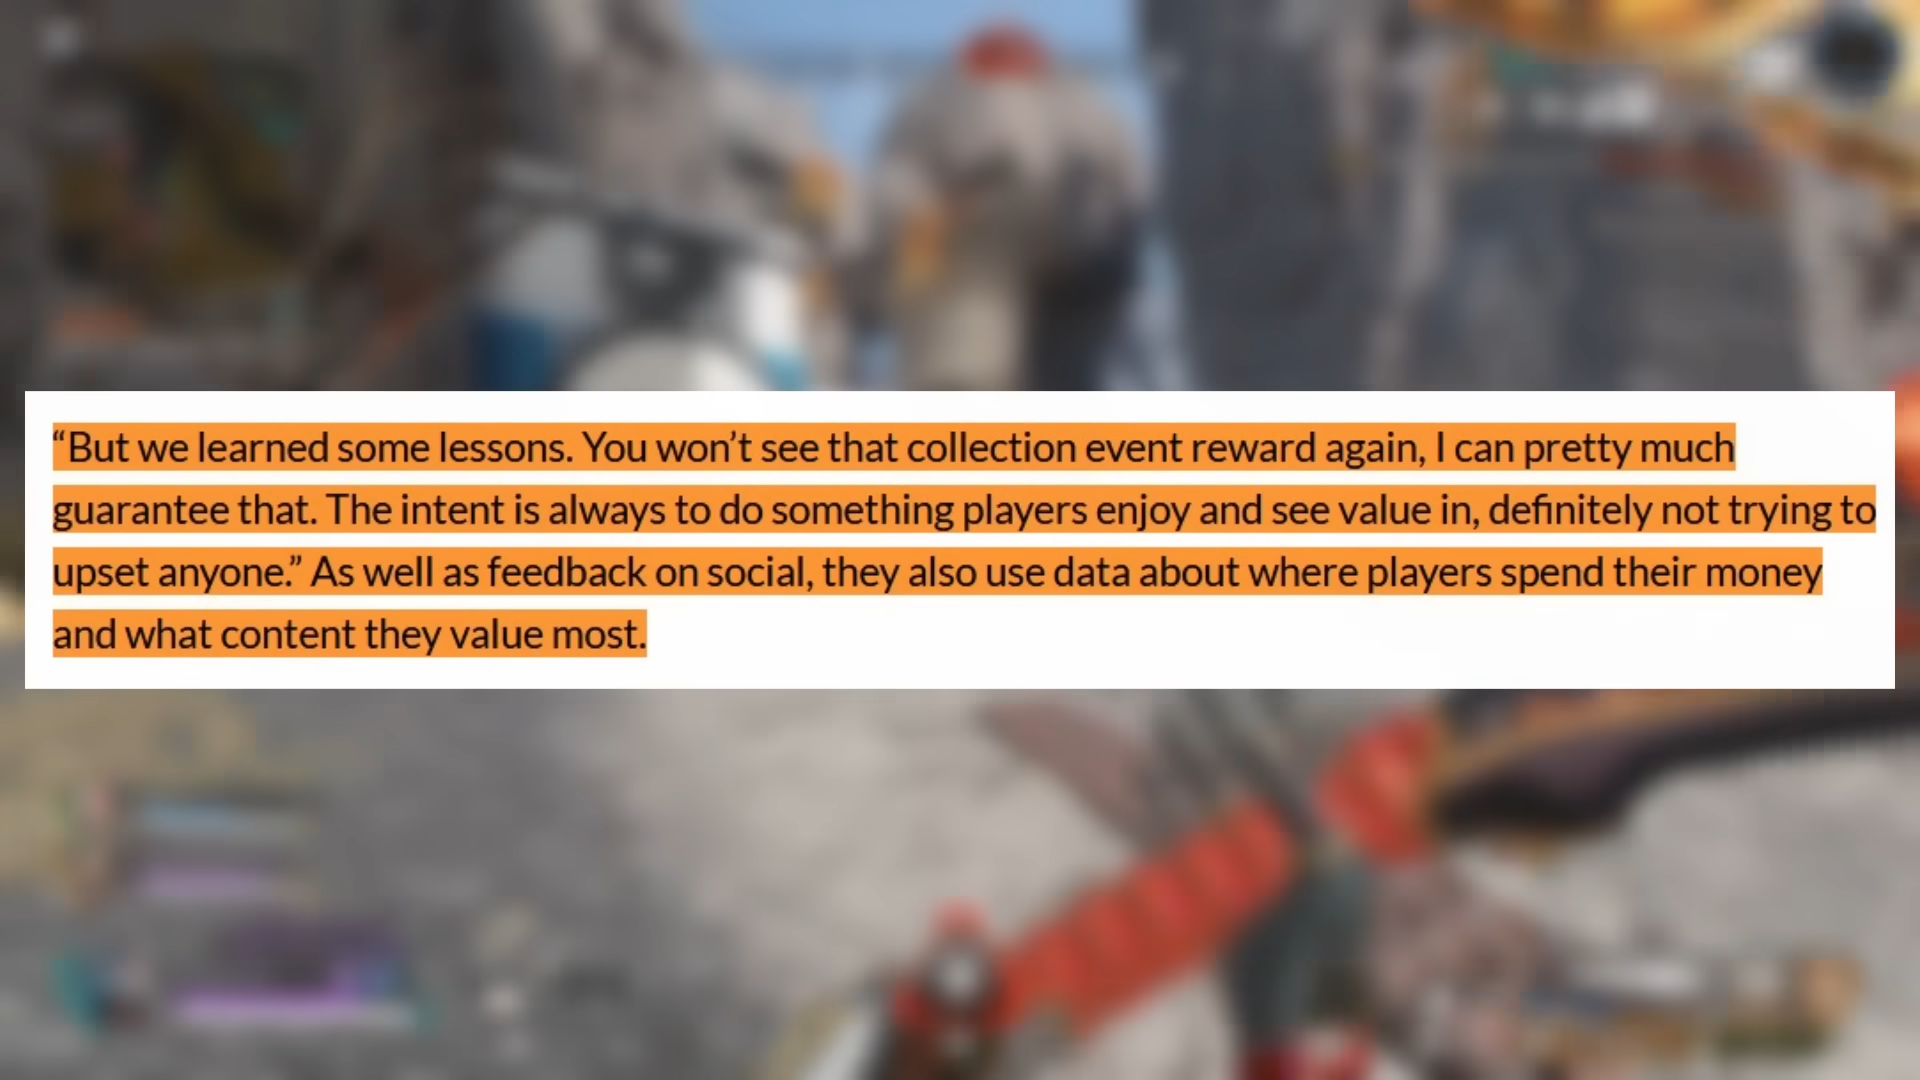 “But we learned some lessons. You won’t see that collection event reward again, I can pretty much
guarantee that. The intent is always to do something players enjoy and see value in, definitely not trying to
upset anyone.” As well as feedback on social, they also use data about where players spend their money
and what content they value most.